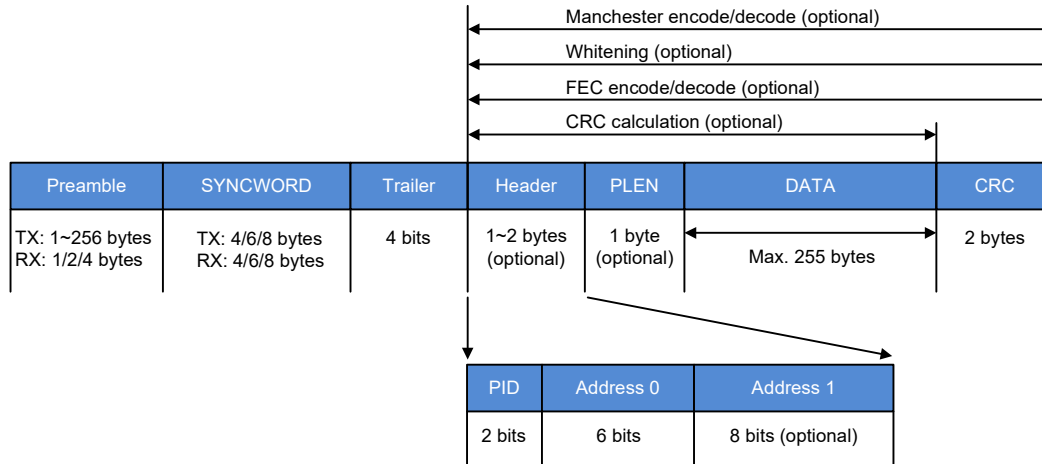 Manchester encode/decode (optional)
Whitening (optional)
FEC encode/decode (optional)
CRC calculation (optional)
Preamble SYNCWORD Trailer Header PLEN DATA CRC
TX: 1~256 bytes TX: 4/6/8 bytes 4 bits 1~2 bytes 1 byte 2 bytes
RX: 1/2/4 bytes RX: 4/6/8 bytes (optional) (optional) Max. 255 bytes
PID Address 0 Address 1
2 bits 6 bits 8 bits (optional)